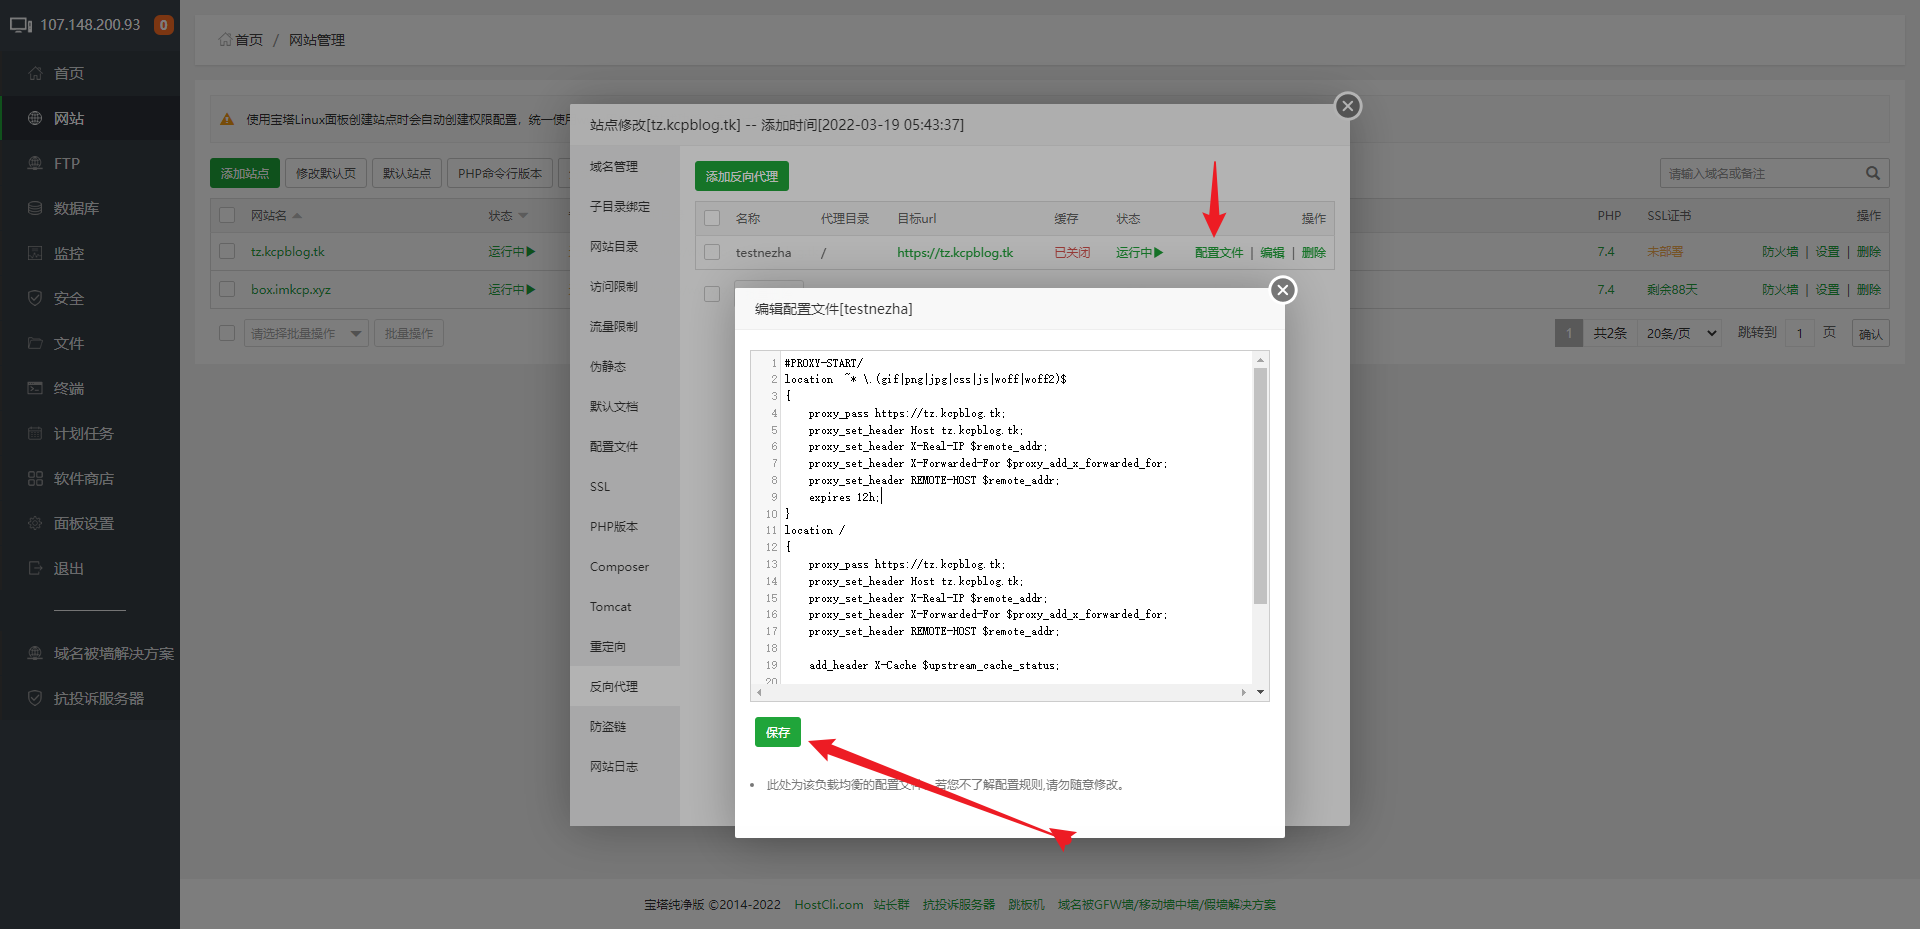 107.148.200.93 0
首页
网站
FTP
数据库
监控
安全
文件
终端
计划任务
软件商店
面板设置
退出
域名被墙解决方案
抗投诉服务器
首页 / 网站管理
使用宝塔Linux面板创建站点时会自动创建权限配置，统一使用
添加站点 修改默认页 默认站点 PHP命令行版本
请输入域名或备注
网站名 状态 PHP SSL证书 操作
tz.kcpblog.tk 运行中 7.4 未部署 防火墙 | 设置 | 删除
box.imkcp.xyz 运行中 7.4 剩余88天 防火墙 | 设置 | 删除
请选择批量操作 批量操作
1 共2条 20条/页 跳转到 1 页 确认
站点修改[tz.kcpblog.tk] -- 添加时间[2022-03-19 05:43:37]
域名管理
子目录绑定
网站目录
访问限制
流量限制
伪静态
默认文档
配置文件
SSL
PHP版本
Composer
Tomcat
重定向
反向代理
防盗链
网站日志
添加反向代理
名称 代理目录 目标url 缓存 状态 操作
testnezha / https://tz.kcpblog.tk 已关闭 运行中 配置文件 | 编辑 | 删除
编辑配置文件[testnezha]
1 #PROXY-START/
2 location  ~* \.(gif|png|jpg|css|js|woff|woff2)$
3 {
4     proxy_pass https://tz.kcpblog.tk;
5     proxy_set_header Host tz.kcpblog.tk;
6     proxy_set_header X-Real-IP $remote_addr;
7     proxy_set_header X-Forwarded-For $proxy_add_x_forwarded_for;
8     proxy_set_header REMOTE-HOST $remote_addr;
9     expires 12h;
10 }
11 location /
12 {
13     proxy_pass https://tz.kcpblog.tk;
14     proxy_set_header Host tz.kcpblog.tk;
15     proxy_set_header X-Real-IP $remote_addr;
16     proxy_set_header X-Forwarded-For $proxy_add_x_forwarded_for;
17     proxy_set_header REMOTE-HOST $remote_addr;
18
19     add_header X-Cache $upstream_cache_status;
20
保存
此处为该负载均衡的配置文件 若您不了解配置规则,请勿随意修改。
宝塔纯净版 ©2014-2022 HostCli.com 站长群 抗投诉服务器 跳板机 域名被GFW墙/移动墙中墙/假墙解决方案